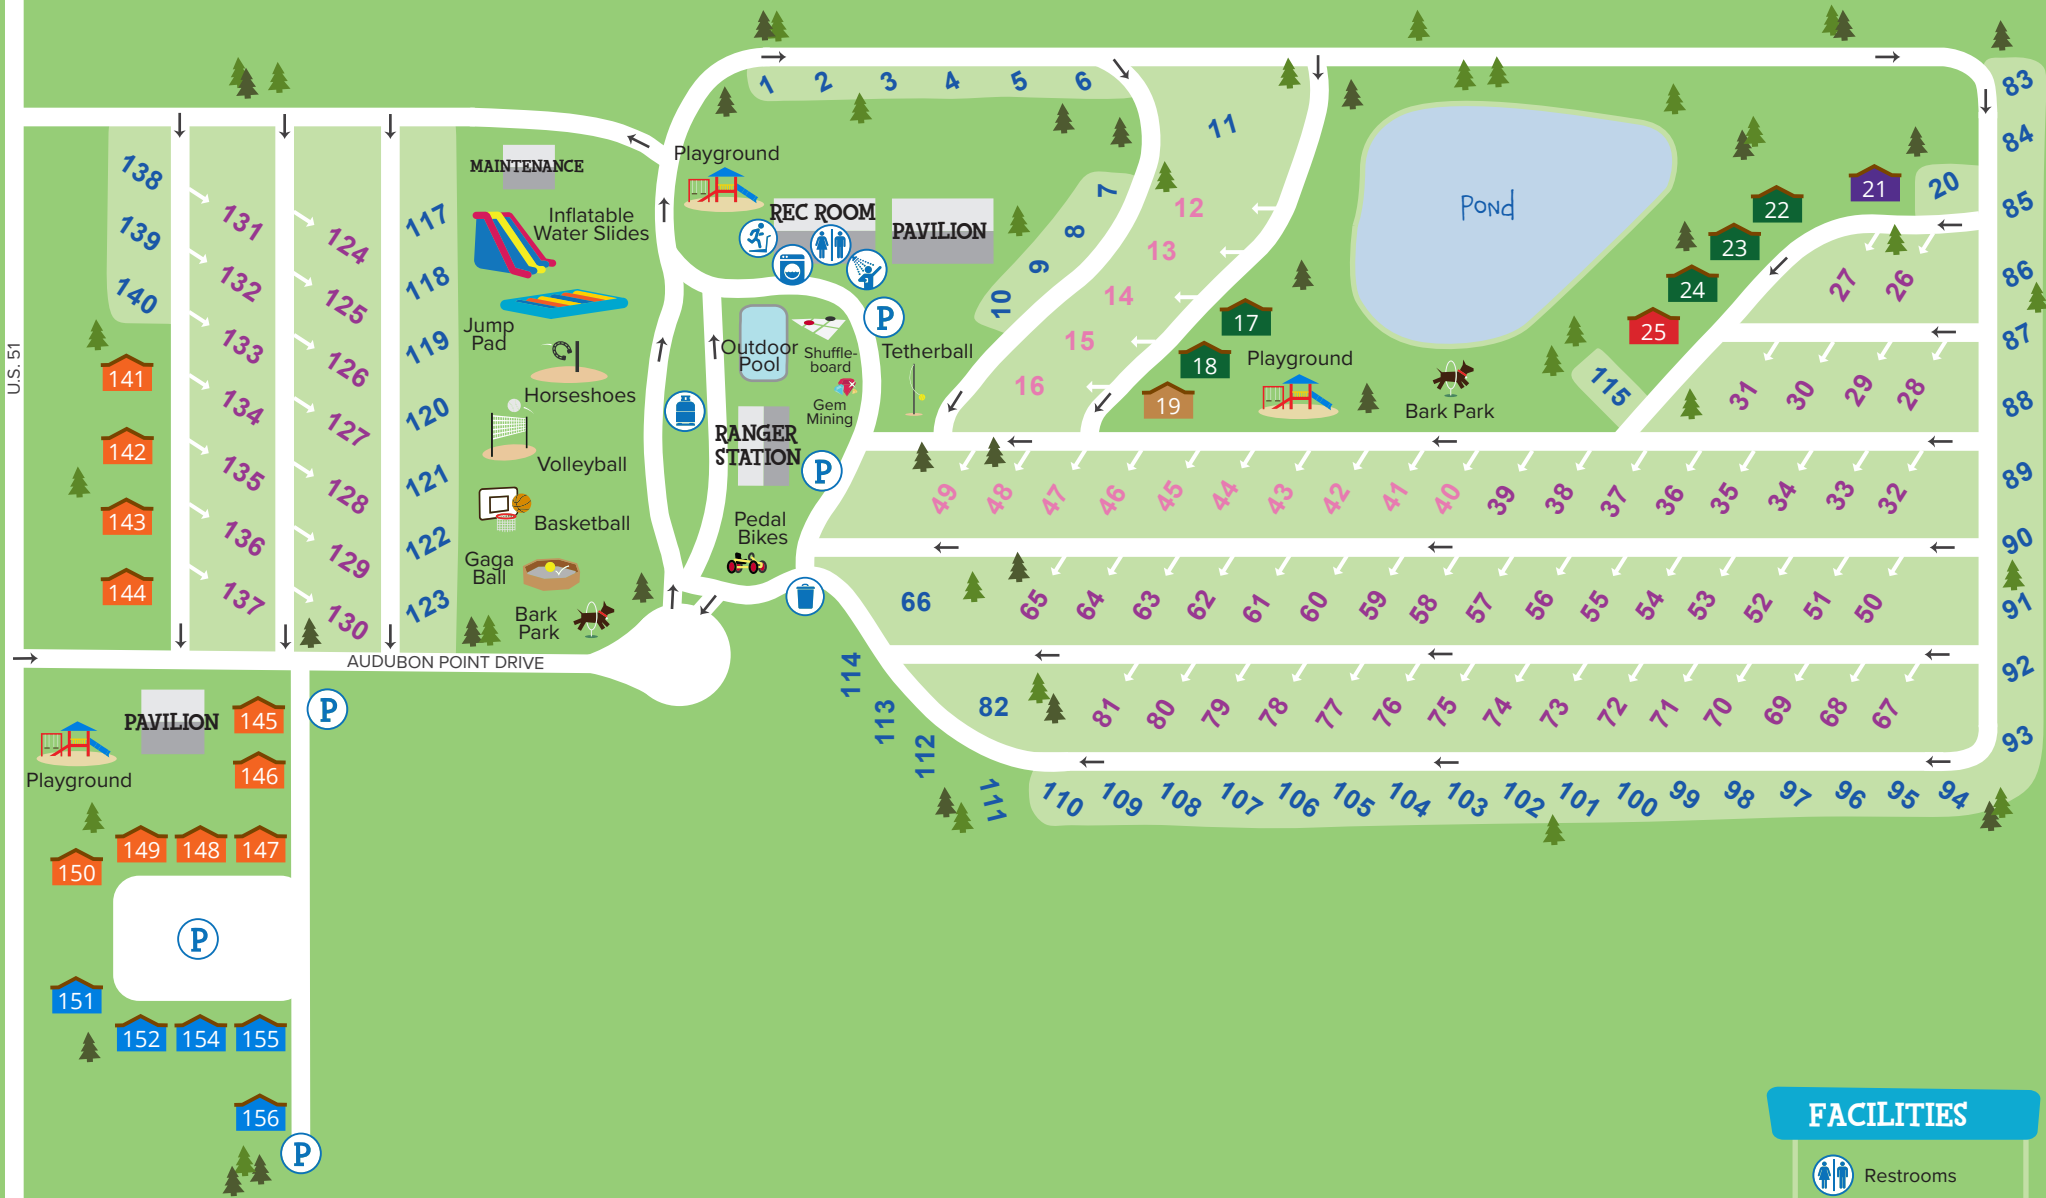 1 2 3 4 5 6
83
84
85
86
87
88
89
90
91
92
93
11
138
139
140
131
132
133
134
135
136
137
124
125
126
127
128
129
130
117
118
119
120
121
122
123
MAINTENANCE
Inflatable
Water Slides
Jump
Pad
Horseshoes
Volleyball
Basketball
Gaga
Ball
Bark
Park
Playground
REC ROOM
PAVILION
7
8
9
10
12
13
14
15
16
P
Outdoor
Pool
Shuffle-
board
Gem
Mining
Tetherball
RANGER
STATION
P
Pedal
Bikes
17
18
19
Playground
Pond
Bark Park
20
21
22
23
24
25
27 26
115
31 30 29 28
49 48 47 46 45 44 43 42 41 40 39 38 37 36 35 34 33 32
66 65 64 63 62 61 60 59 58 57 56 55 54 53 52 51 50
82 81 80 79 78 77 76 75 74 73 72 71 70 69 68 67
114
113
112
111
110 109 108 107 106 105 104 103 102 101 100 99 98 97 96 95 94
U.S. 51
141
142
143
144
AUDUBON POINT DRIVE
PAVILION
145
P
146
Playground
149 148 147
150
P
151
152 154 155
156
P
FACILITIES
Restrooms